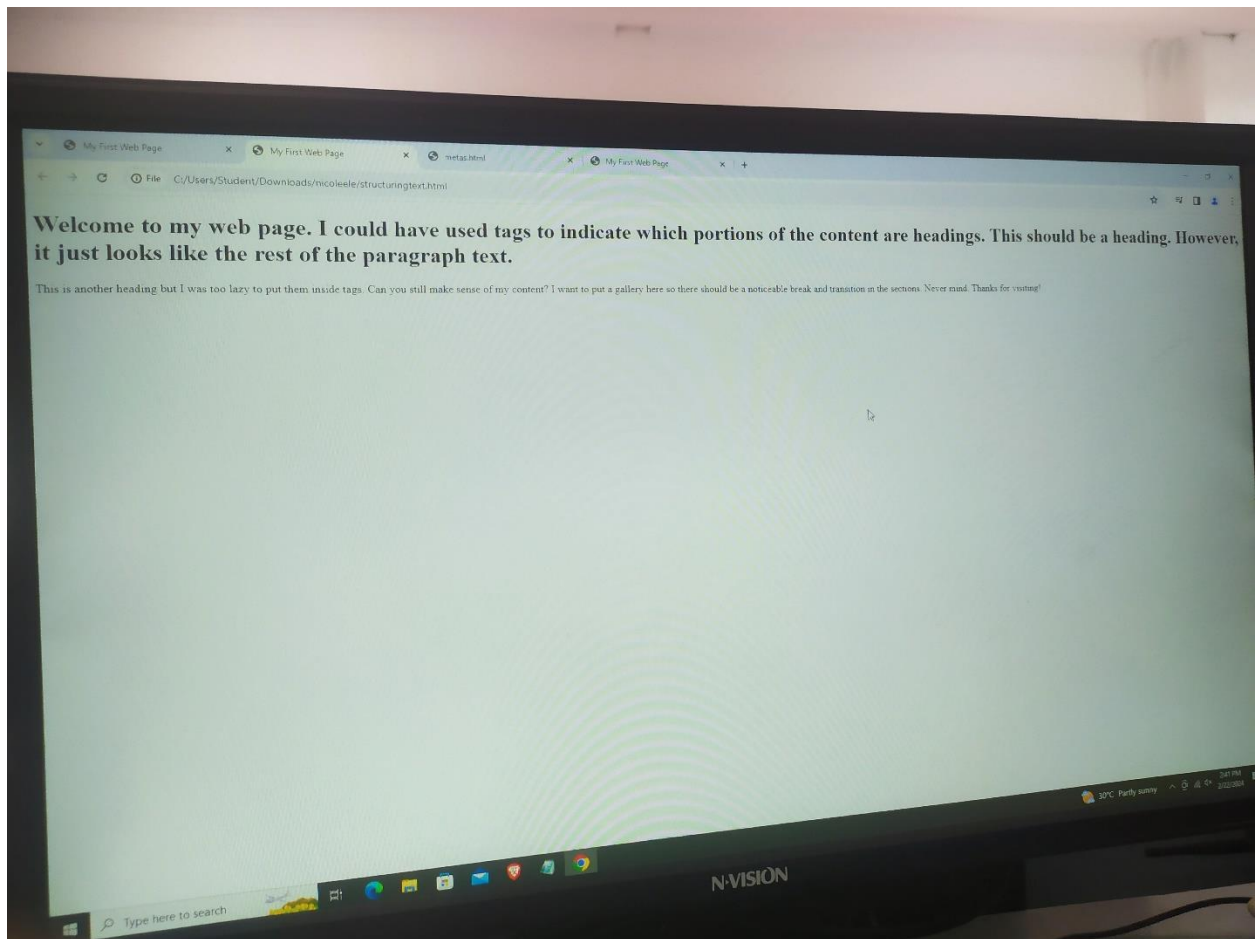 My First Web Page
My First Web Page
metas.html
My First Web Page
File C:/Users/Student/Downloads/nicoleele/structuringtext.html
Welcome to my web page. I could have used tags to indicate which portions of the content are headings. This should be a heading. However,
it just looks like the rest of the paragraph text.
This is another heading but I was too lazy to put them inside tags. Can you still make sense of my content? I want to put a gallery here so there should be a noticeable break and transition in the sections. Never mind. Thanks for visiting!
30°C Partly sunny
2:41 PM
Type here to search
N·VISION